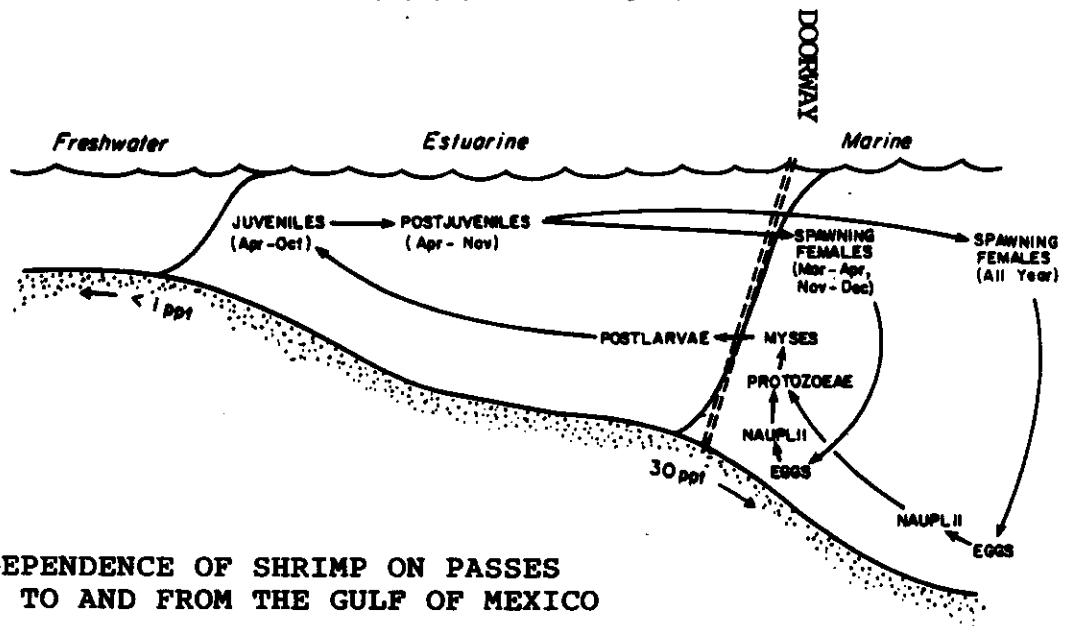 DOORWAY
Freshwater
Estuarine
Marine
JUVENILES
(Apr-Oct)
POSTJUVENILES
(Apr-Nov)
SPAWNING
FEMALES
(Mar-Apr,
Nov-Dec)
SPAWNING
FEMALES
(All Year)
< 1 ppt
POSTLARVAE
MYSES
PROTOZOEAE
NAUPLII
EGGS
30 ppt
NAUPLII
EGGS
EPENDENCE OF SHRIMP ON PASSES
TO AND FROM THE GULF OF MEXICO